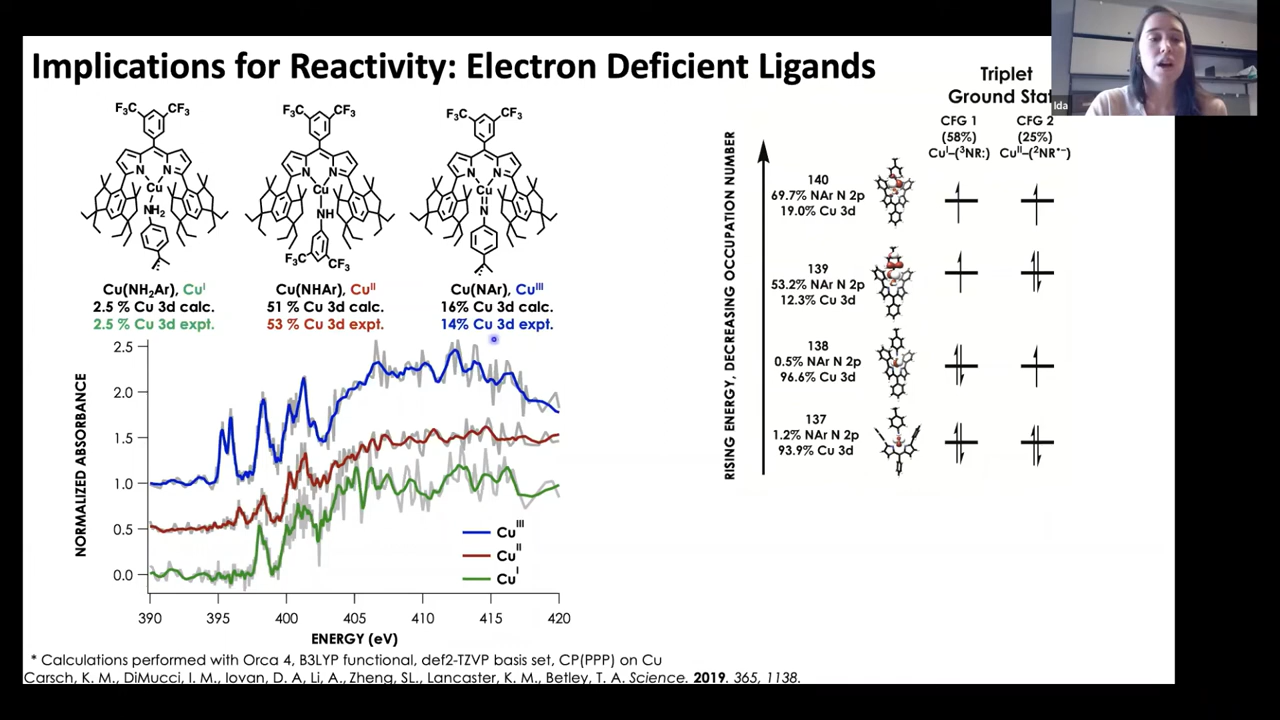 Implications for Reactivity: Electron Deficient Ligands
Ida
F₃C CF₃
F₃C CF₃
F₃C CF₃
N N
Cu
NH₂
N N
Cu
NH
F₃C CF₃
N N
Cu
N
Cu(NH₂Ar), Cuᴵ
2.5 % Cu 3d calc.
2.5 % Cu 3d expt.
Cu(NHAr), Cuᴵᴵ
51 % Cu 3d calc.
53 % Cu 3d expt.
Cu(NAr), Cuᴵᴵᴵ
16% Cu 3d calc.
14% Cu 3d expt.
NORMALIZED ABSORBANCE
2.5
2.0
1.5
1.0
0.5
0.0
Cuᴵᴵᴵ
Cuᴵᴵ
Cuᴵ
390 395 400 405 410 415 420
ENERGY (eV)
Triplet
Ground Stat
CFG 1
(58%)
Cuᴵ–(³NR:)
CFG 2
(25%)
Cuᴵᴵ–(²NR•−)
RISING ENERGY, DECREASING OCCUPATION NUMBER
140
69.7% NAr N 2p
19.0% Cu 3d
139
53.2% NAr N 2p
12.3% Cu 3d
138
0.5% NAr N 2p
96.6% Cu 3d
137
1.2% NAr N 2p
93.9% Cu 3d
* Calculations performed with Orca 4, B3LYP functional, def2-TZVP basis set, CP(PPP) on Cu
Carsch, K. M., DiMucci, I. M., Iovan, D. A, Li, A., Zheng, SL., Lancaster, K. M., Betley, T. A. Science. 2019. 365, 1138.